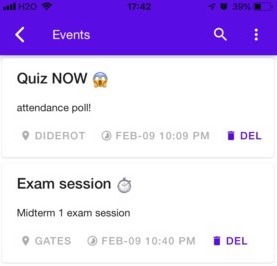 H2O 17:42 39%
Events
Quiz NOW 😱
attendance poll!
DIDEROT FEB-09 10:09 PM DEL
Exam session ⏱
Midterm 1 exam session
GATES FEB-09 10:40 PM DEL